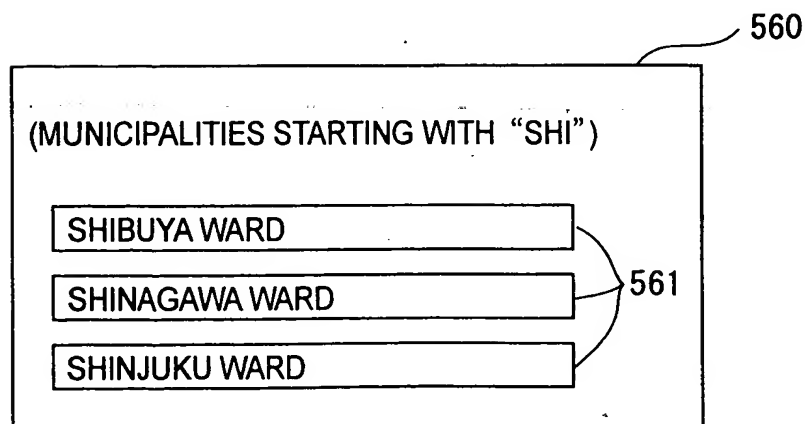 560
(MUNICIPALITIES STARTING WITH “SHI”)
SHIBUYA WARD
SHINAGAWA WARD
561
SHINJUKU WARD